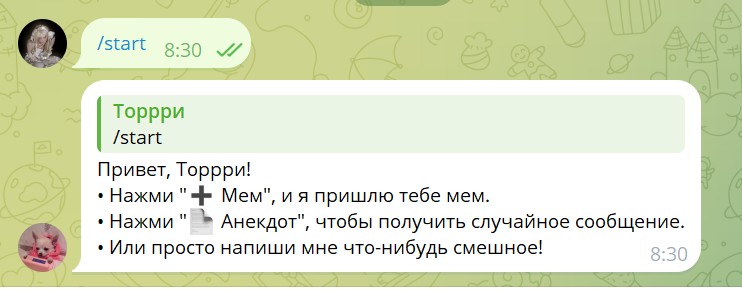 /start 8:30
Торрри
/start
Привет, Торрри!
• Нажми "➕ Мем", и я пришлю тебе мем.
• Нажми "📄 Анекдот", чтобы получить случайное сообщение.
• Или просто напиши мне что-нибудь смешное!
8:30